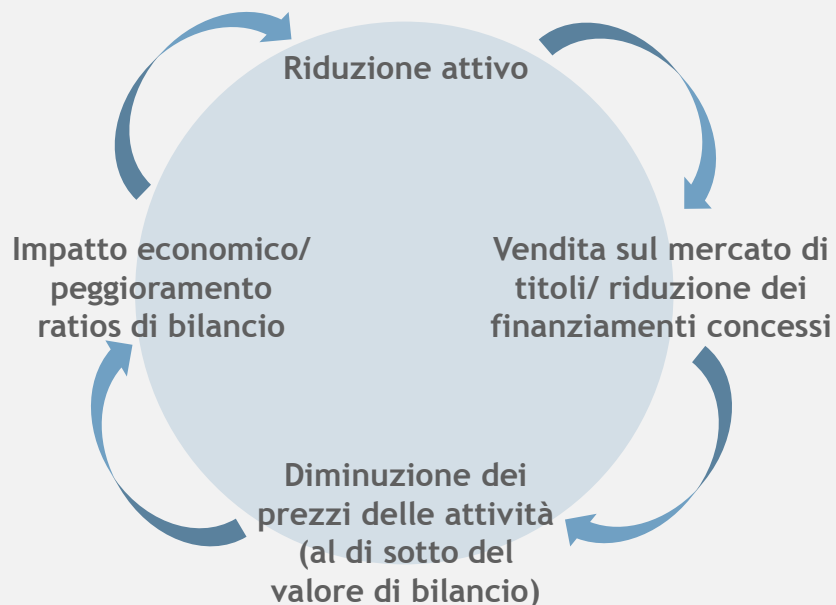 Riduzione attivo
Vendita sul mercato di
titoli/ riduzione dei
finanziamenti concessi
Diminuzione dei
prezzi delle attività
(al di sotto del
valore di bilancio)
Impatto economico/
peggioramento
ratios di bilancio